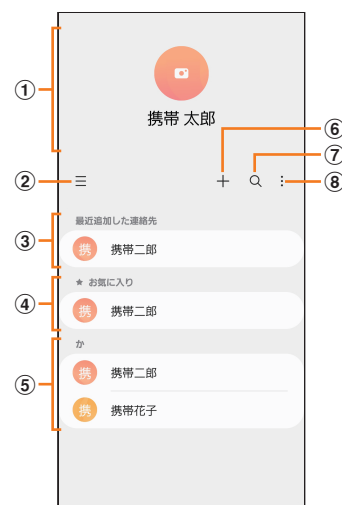 ①
携帯 太郎
⑥
⑦
② ⑧
最近追加した連絡先
③ 携 携帯二郎
★ お気に入り
④ 携 携帯二郎
か
⑤ 携 携帯二郎
携 携帯花子